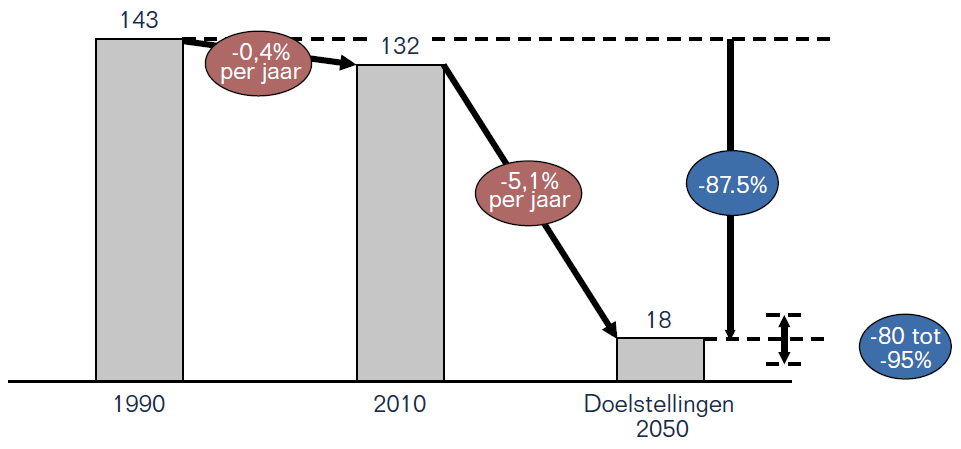 143
-0,4%
per jaar
132
-5,1%
per jaar
-87.5%
18
-80 tot
-95%
1990
2010
Doelstellingen
2050